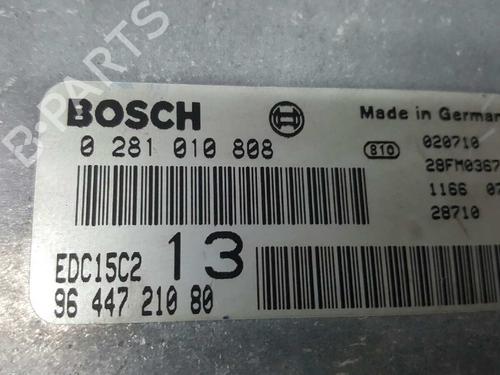 BOSCH
0 281 010 808
EDC15C2 13
96 447 210 80
Made in German
810 020710
28FM0367
1166 07
28710
B-PARTS